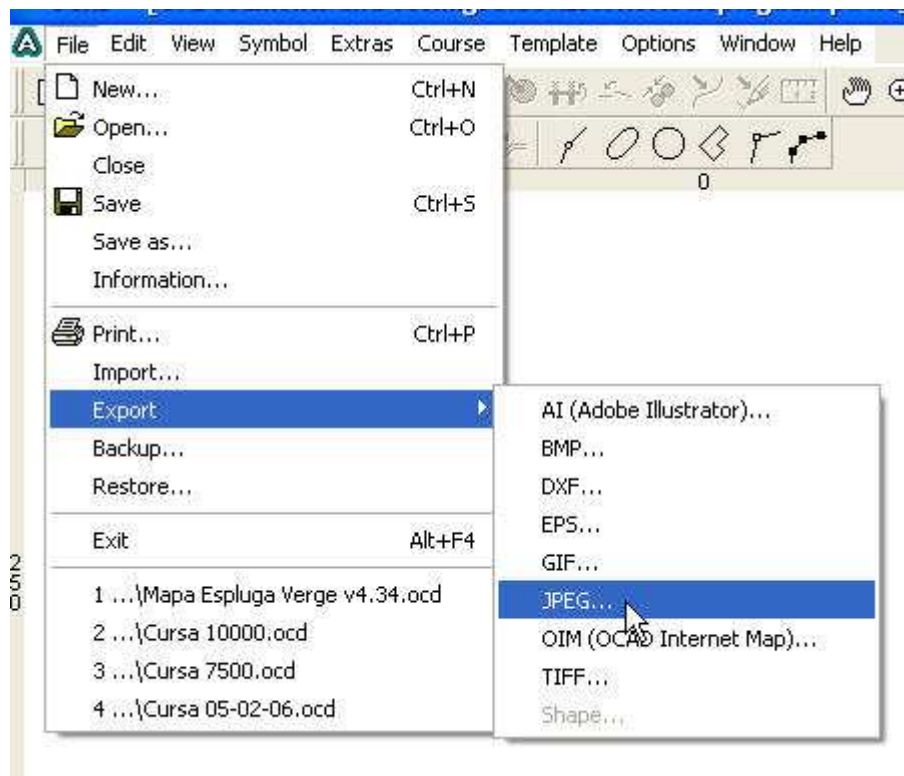 File Edit View Symbol Extras Course Template Options Window Help
New... Ctrl+N
Open... Ctrl+O
Close
Save Ctrl+S
Save as...
Information...
Print... Ctrl+P
Import...
Export
Backup...
Restore...
Exit Alt+F4
1 ...\Mapa Espluga Verge v4.34.ocd
2 ...\Cursa 10000.ocd
3 ...\Cursa 7500.ocd
4 ...\Cursa 05-02-06.ocd
AI (Adobe Illustrator)...
BMP...
DXF...
EPS...
GIF...
JPEG...
OIM (OCAD Internet Map)...
TIFF...
Shape...
0
250